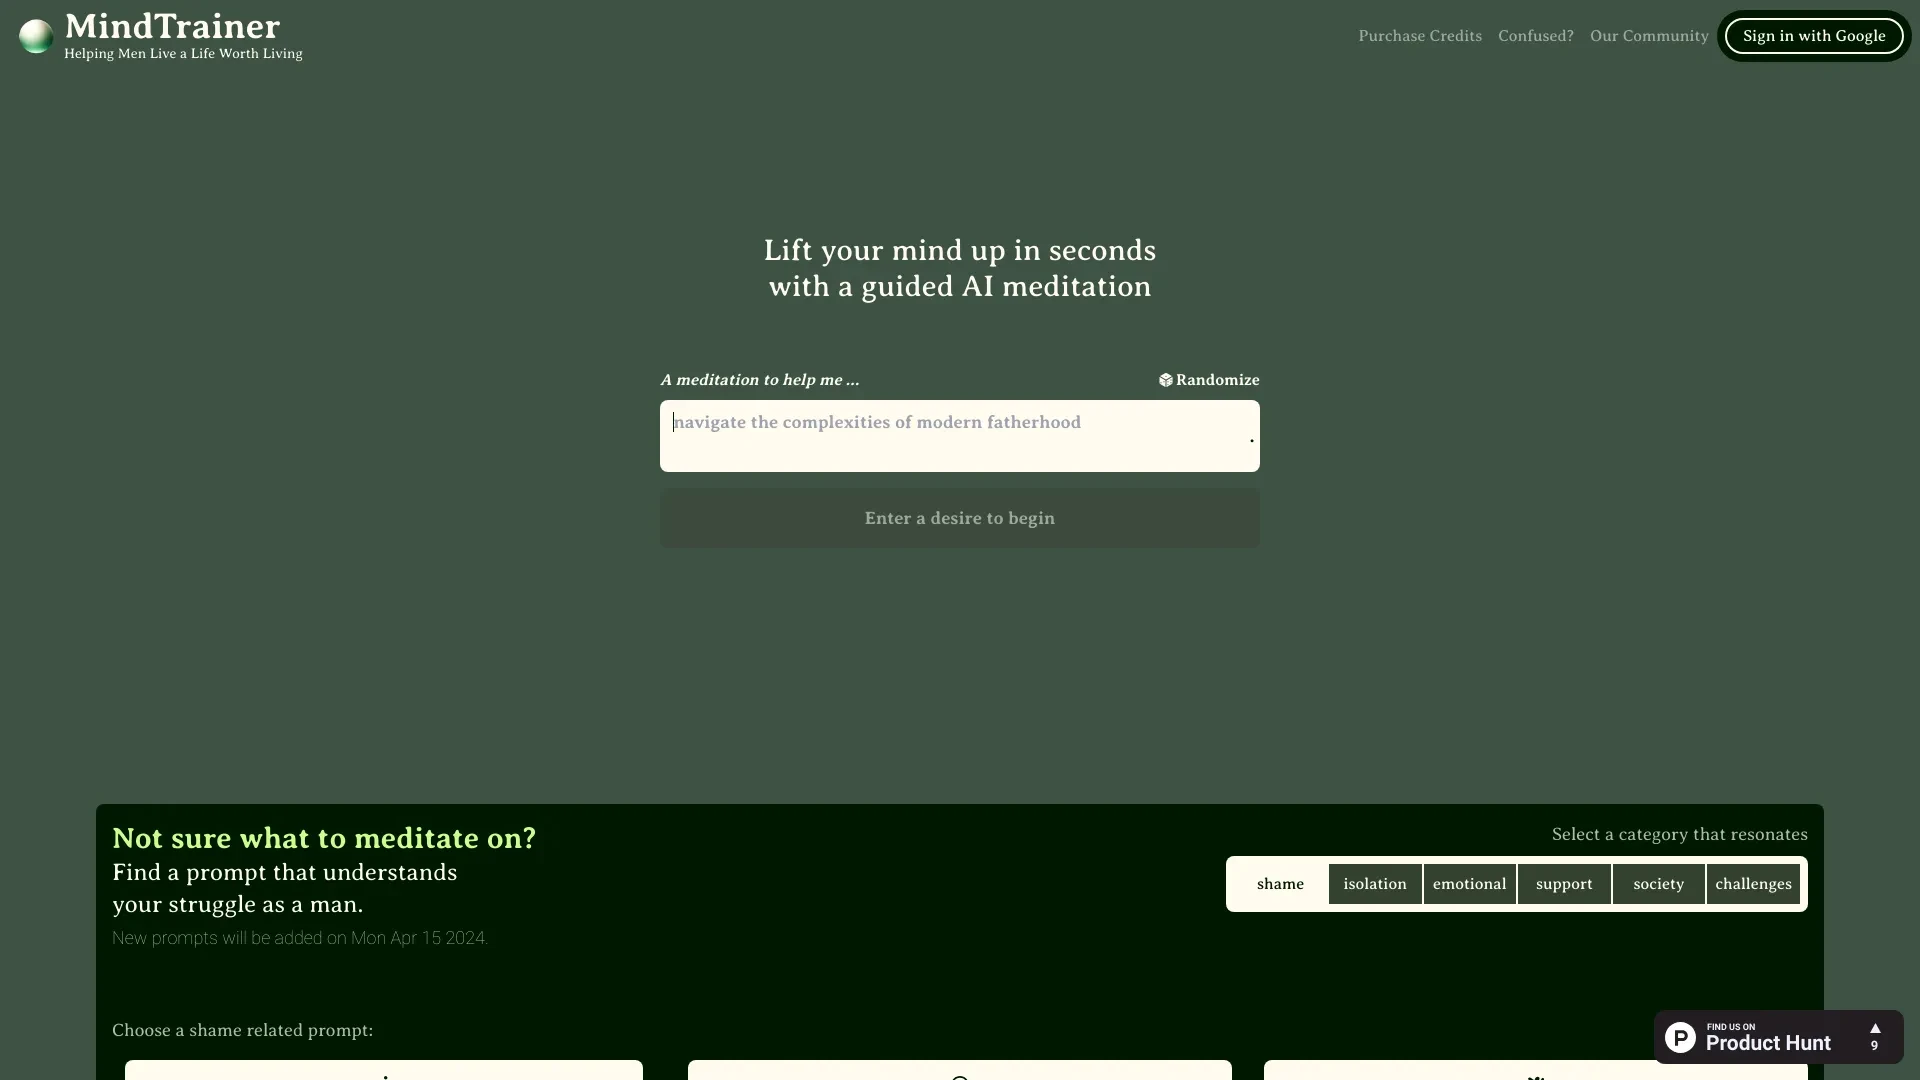 MindTrainer
Helping Men Live a Life Worth Living
Purchase Credits
Confused?
Our Community
Sign in with Google
Lift your mind up in seconds
with a guided AI meditation
A meditation to help me ...
Randomize
navigate the complexities of modern fatherhood
.
Enter a desire to begin
Not sure what to meditate on?
Find a prompt that understands
your struggle as a man.
New prompts will be added on Mon Apr 15 2024.
Select a category that resonates
shame
isolation
emotional
support
society
challenges
Choose a shame related prompt:
P
FIND US ON
Product Hunt
▲
9